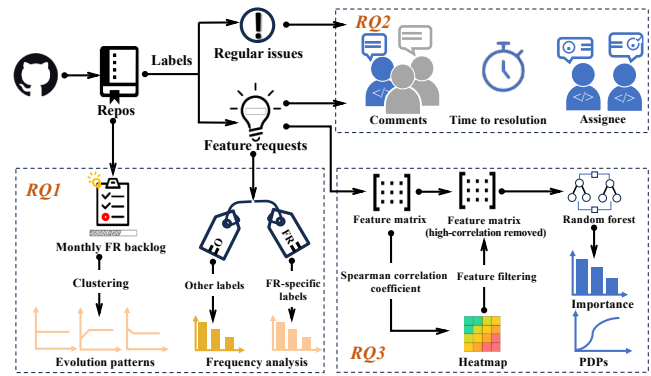 RQ2
Labels
Regular issues
Repos
Feature requests
Comments
Time to resolution
Assignee
</>
</>
</>
RQ1
Monthly FR backlog
Clustering
Evolution patterns
O
FR
Other labels
FR-specific
labels
Frequency analysis
RQ3
Feature matrix
Feature matrix
(high-correlation removed)
Random forest
Spearman correlation
coefficient
Feature filtering
Heatmap
Importance
PDPs